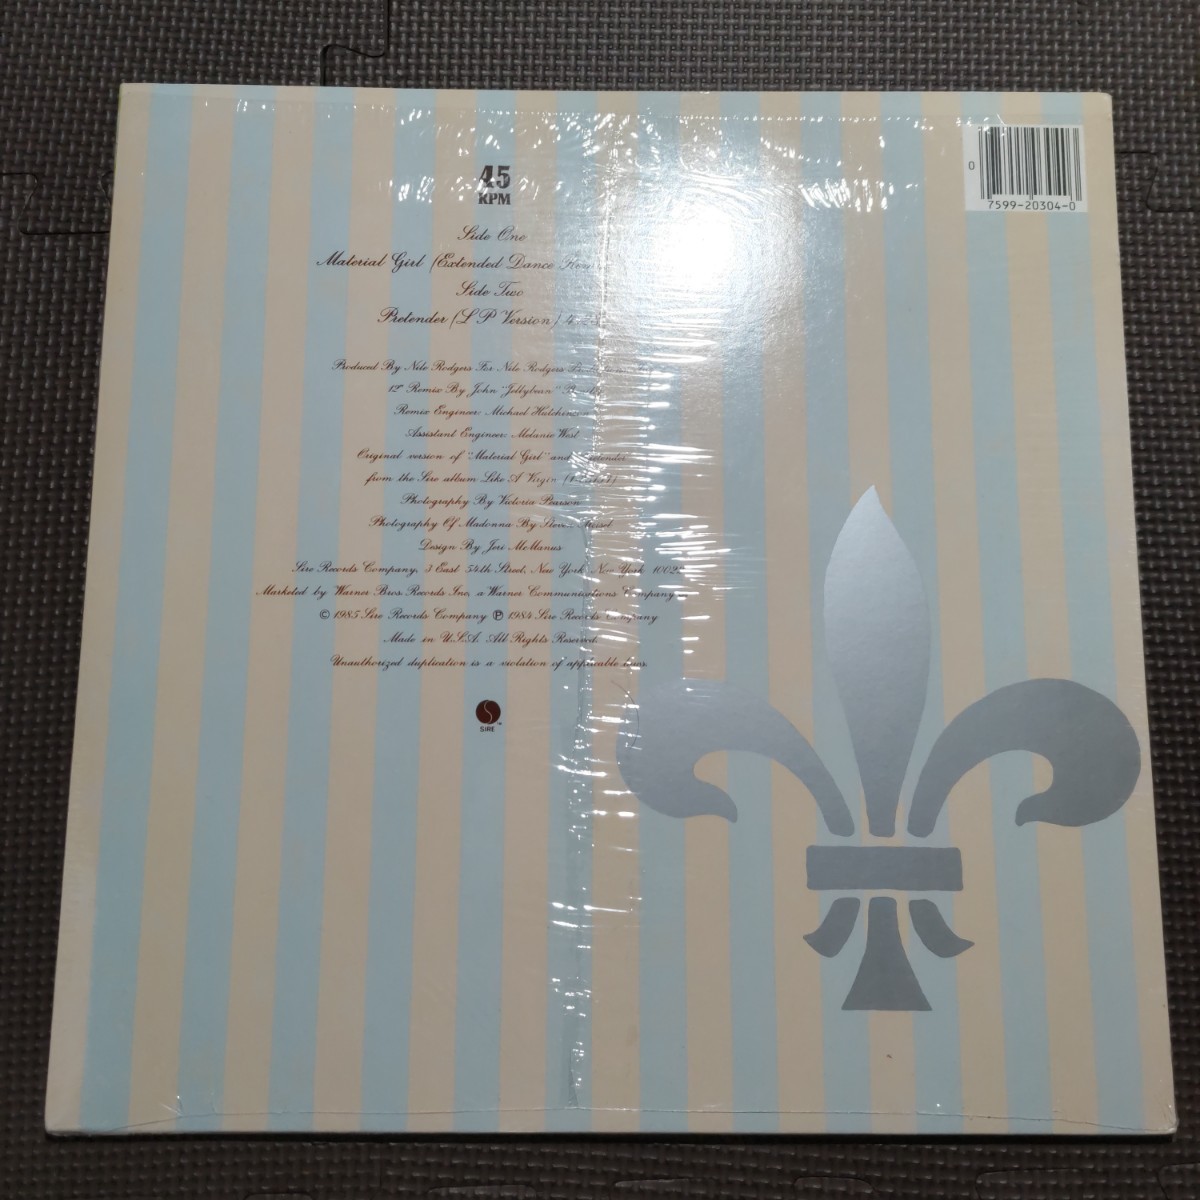 45
RPM
0
7599-20304-0
Side One
Material Girl (Extended Dance
Side Two
Pretender (LP Version)
Produced By Nile Rodgers For Nile Rodgers
12" Remix By John "Jellybean"
Remix Engineer: Michael Hutchinson
Assistant Engineer: Melanie West
Original version of "Material Girl" and Pretender
from the Sire album Like A Virgin
Photography By Victoria Pearson
Photography Of Madonna By Steven Meisel
Design By Jeri McManus
Sire Records Company, 3 East 54th Street, New York New York
Marketed by Warner Bros. Records Inc, a Warner Communications Company
© 1985 Sire Records Company ℗ 1984 Sire Records Company
Made in U.S.A. All Rights Reserved.
Unauthorized duplication is a violation of applicable laws.
SIRE